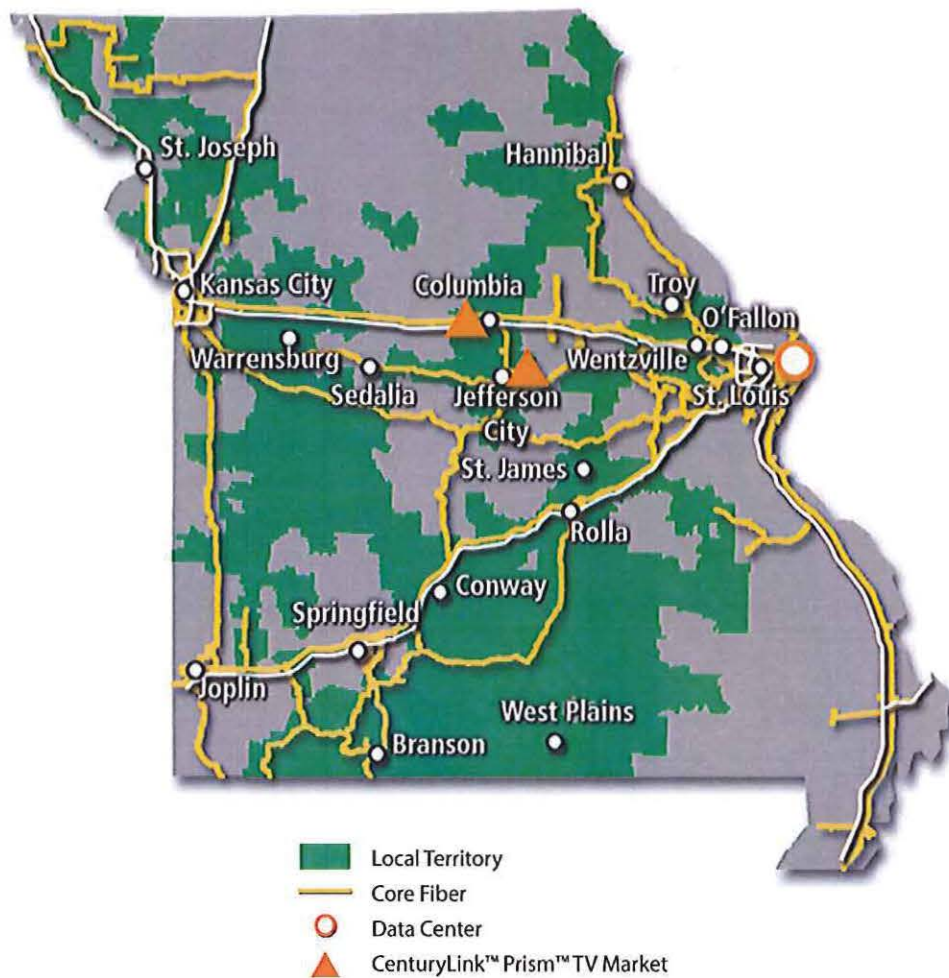 St. Joseph
Hannibal
Kansas City
Columbia
Troy
O'Fallon
Warrensburg
Wentzville
Sedalia
Jefferson
City
St. Louis
St. James
Rolla
Conway
Springfield
Joplin
West Plains
Branson
Local Territory
Core Fiber
Data Center
CenturyLink™ Prism™ TV Market